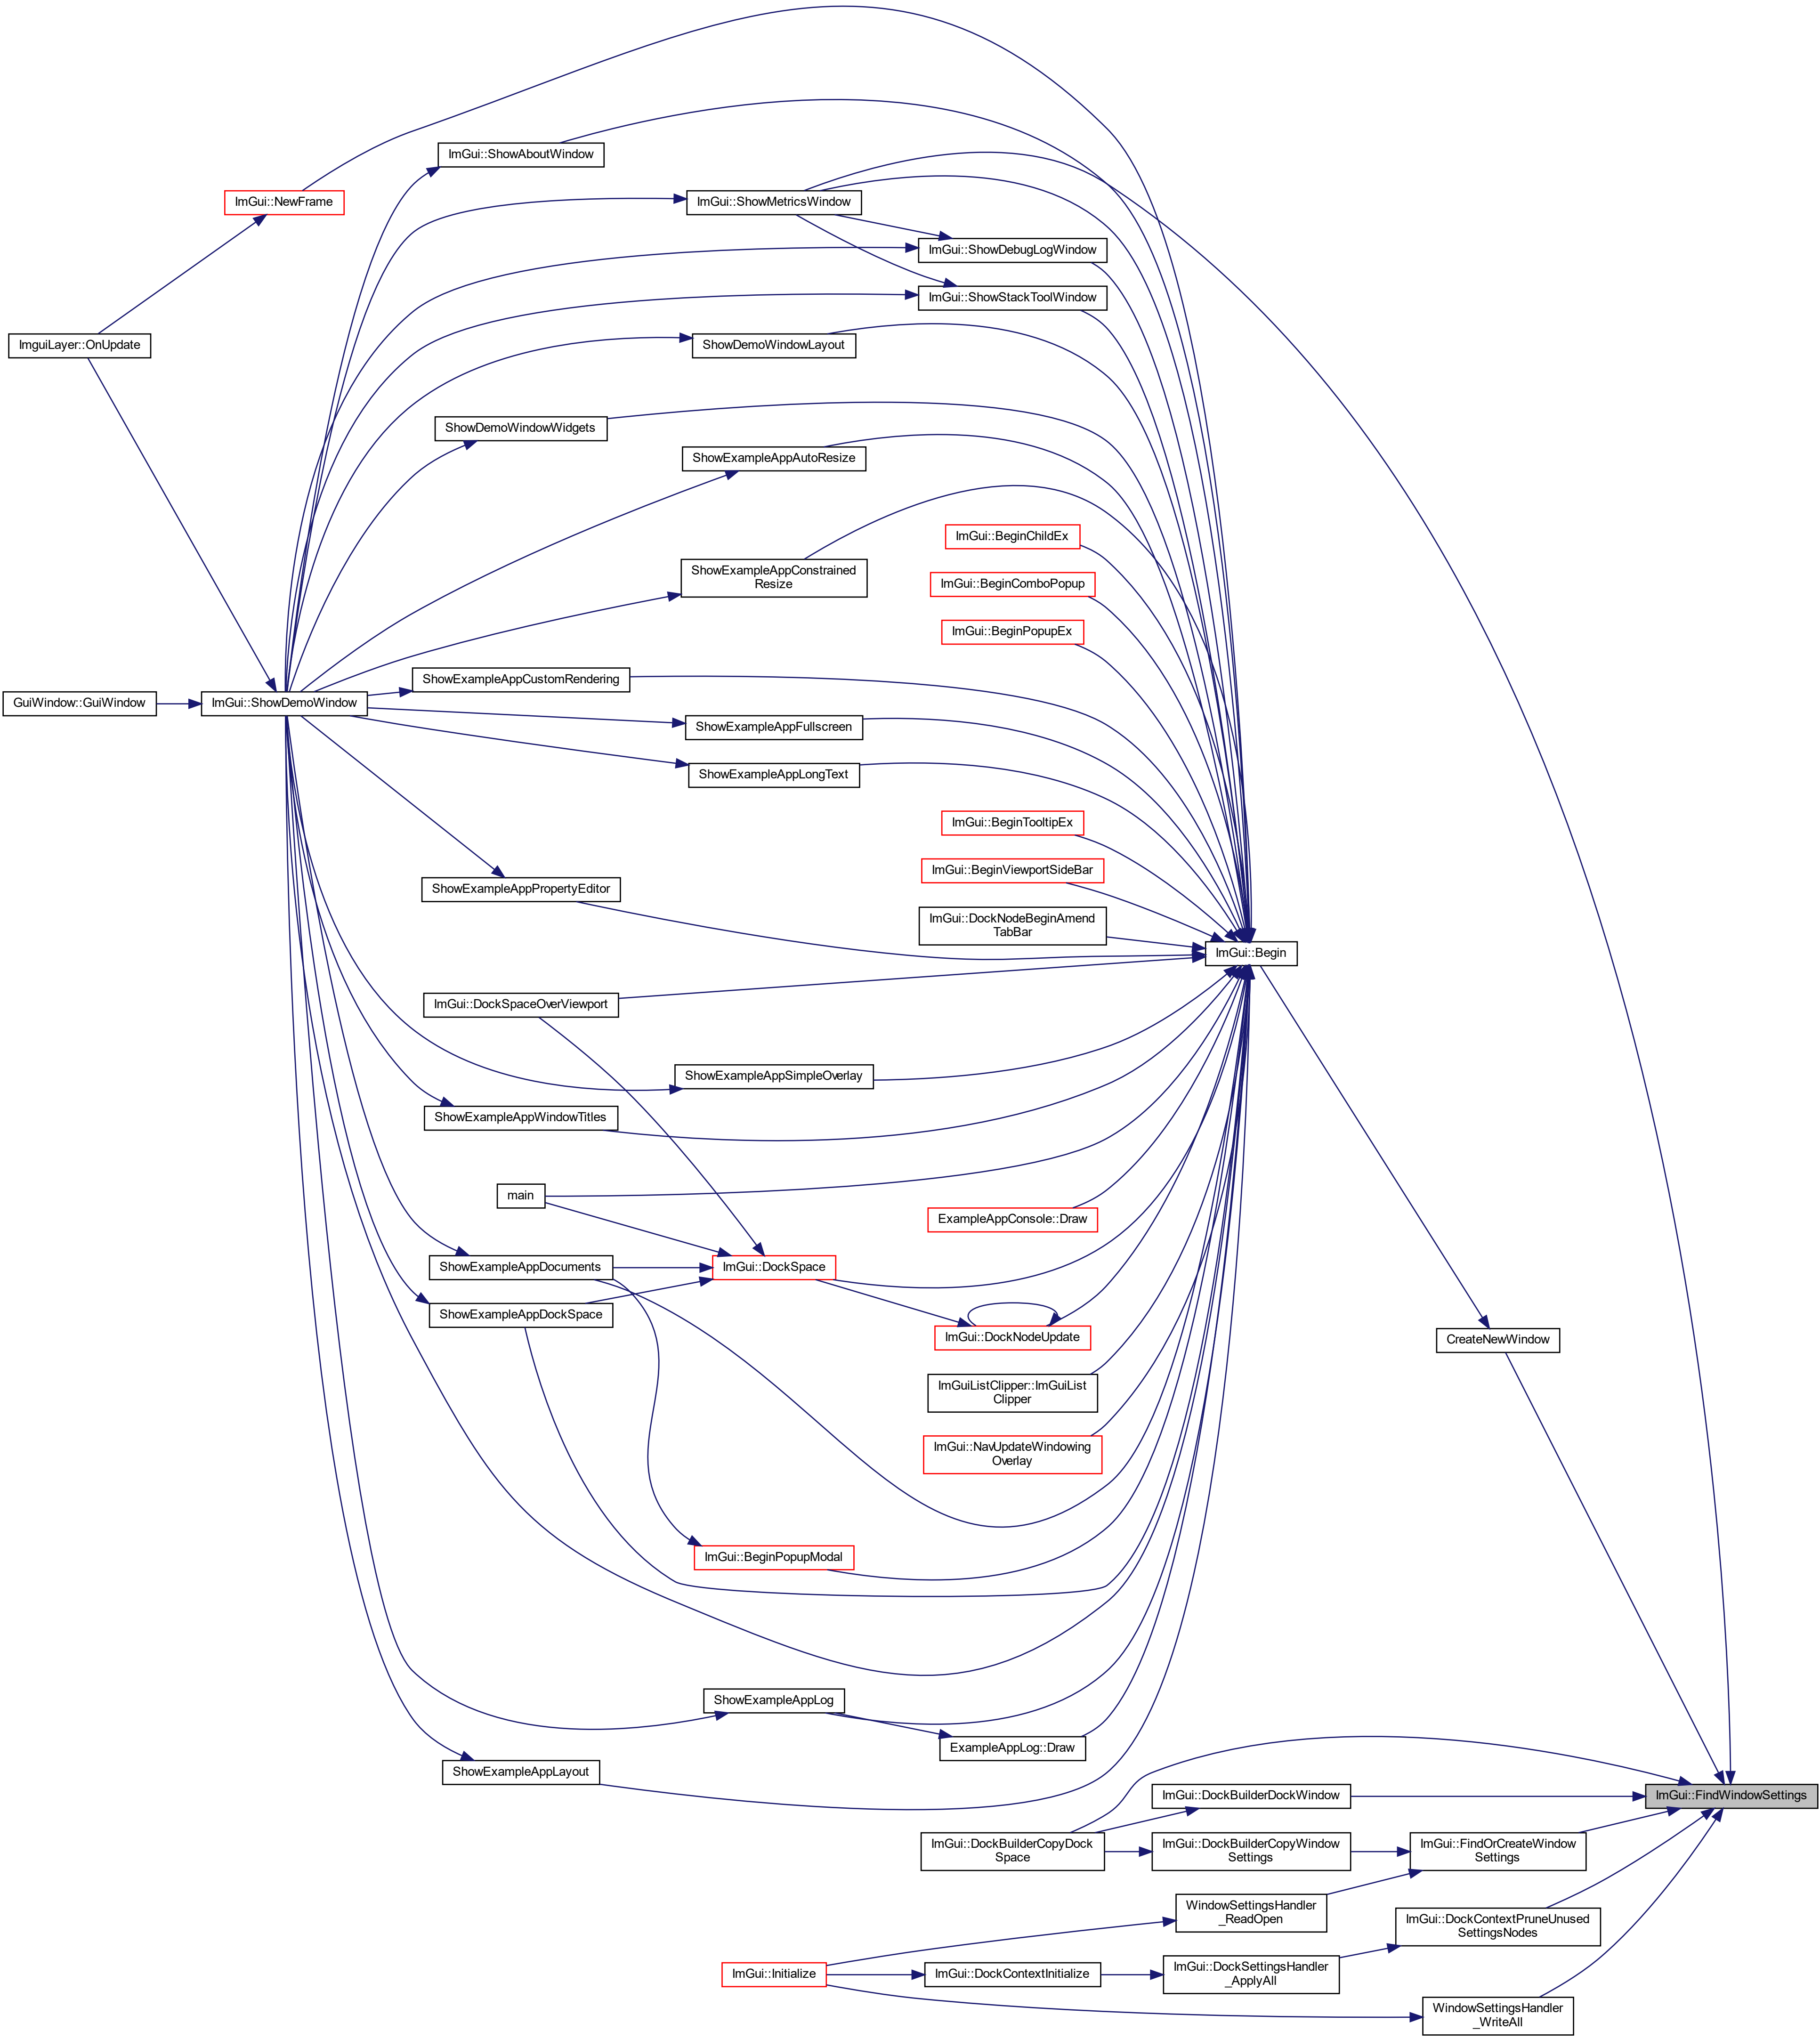 ImGui::ShowAboutWindow
ImGui::NewFrame
ImGui::ShowMetricsWindow
ImGui::ShowDebugLogWindow
ImGui::ShowStackToolWindow
ImguiLayer::OnUpdate
ShowDemoWindowLayout
ShowDemoWindowWidgets
ShowExampleAppAutoResize
ImGui::BeginChildEx
ShowExampleAppConstrained
Resize
ImGui::BeginComboPopup
ImGui::BeginPopupEx
ShowExampleAppCustomRendering
GuiWindow::GuiWindow
ImGui::ShowDemoWindow
ShowExampleAppFullscreen
ShowExampleAppLongText
ImGui::BeginTooltipEx
ImGui::BeginViewportSideBar
ShowExampleAppPropertyEditor
ImGui::DockNodeBeginAmend
TabBar
ImGui::Begin
ImGui::DockSpaceOverViewport
ShowExampleAppSimpleOverlay
ShowExampleAppWindowTitles
main
ExampleAppConsole::Draw
ShowExampleAppDocuments
ImGui::DockSpace
ShowExampleAppDockSpace
ImGui::DockNodeUpdate
CreateNewWindow
ImGuiListClipper::ImGuiList
Clipper
ImGui::NavUpdateWindowing
Overlay
ImGui::BeginPopupModal
ShowExampleAppLog
ExampleAppLog::Draw
ShowExampleAppLayout
ImGui::DockBuilderDockWindow
ImGui::FindWindowSettings
ImGui::DockBuilderCopyDock
Space
ImGui::DockBuilderCopyWindow
Settings
ImGui::FindOrCreateWindow
Settings
WindowSettingsHandler
_ReadOpen
ImGui::DockContextPruneUnused
SettingsNodes
ImGui::Initialize
ImGui::DockContextInitialize
ImGui::DockSettingsHandler
_ApplyAll
WindowSettingsHandler
_WriteAll